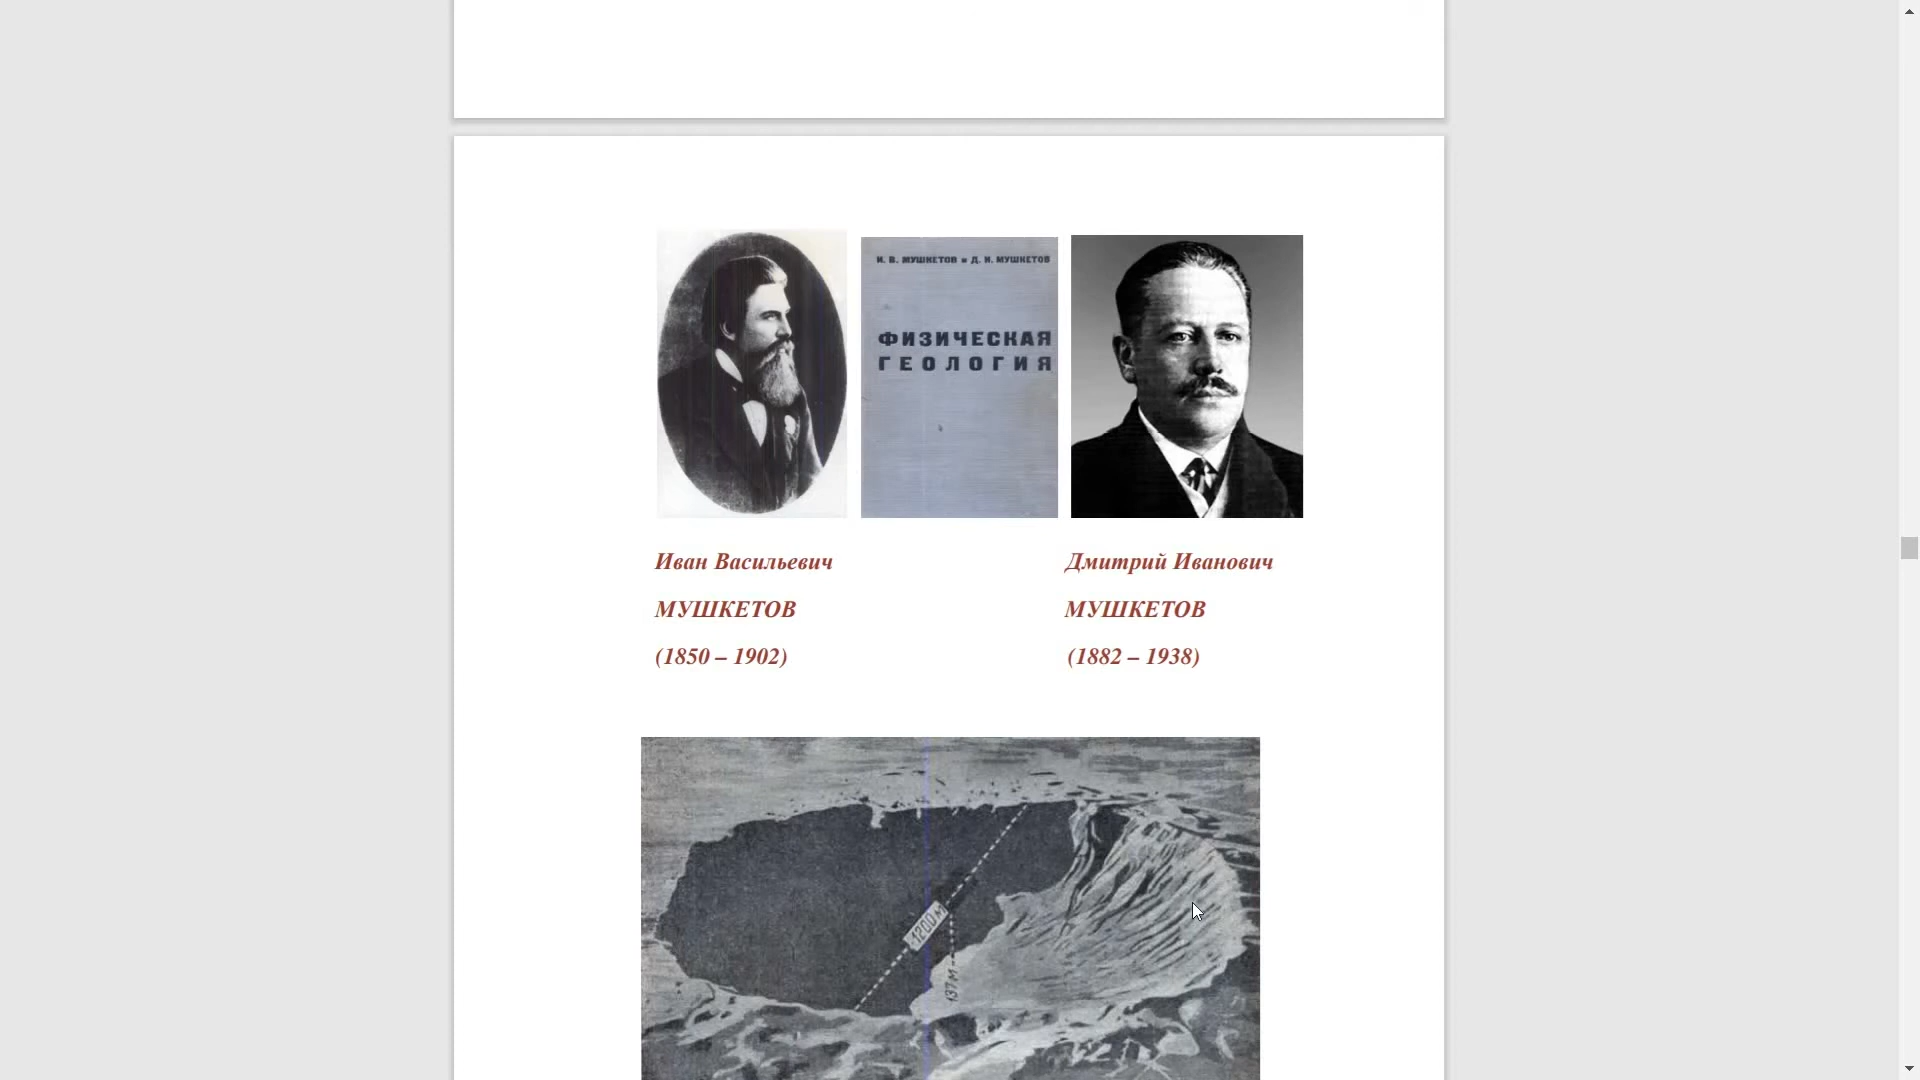 И. В. МУШКЕТОВ и Д. И. МУШКЕТОВ
ФИЗИЧЕСКАЯ
ГЕОЛОГИЯ
Иван Васильевич
МУШКЕТОВ
(1850 – 1902)
Дмитрий Иванович
МУШКЕТОВ
(1882 – 1938)
1200 м
137 м